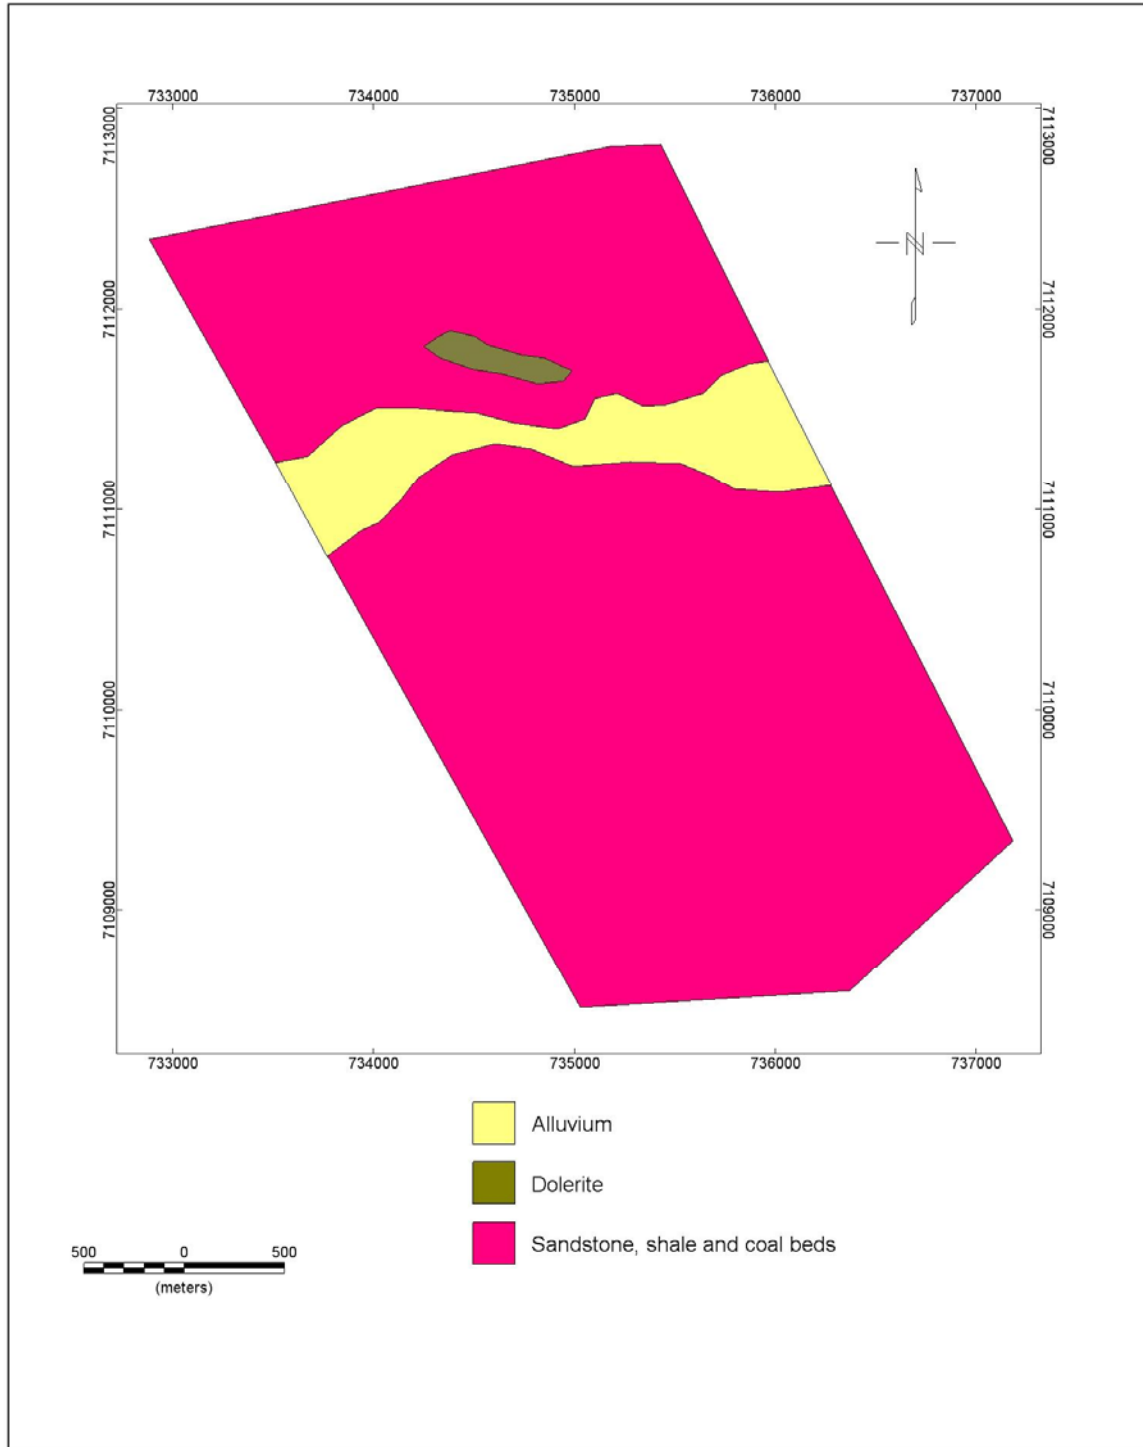 733000 734000 735000 736000 737000
7113000 7113000
N
7112000 7112000
7111000 7111000
7110000 7110000
7109000 7109000
733000 734000 735000 736000 737000
Alluvium
Dolerite
Sandstone, shale and coal beds
500 0 500
(meters)